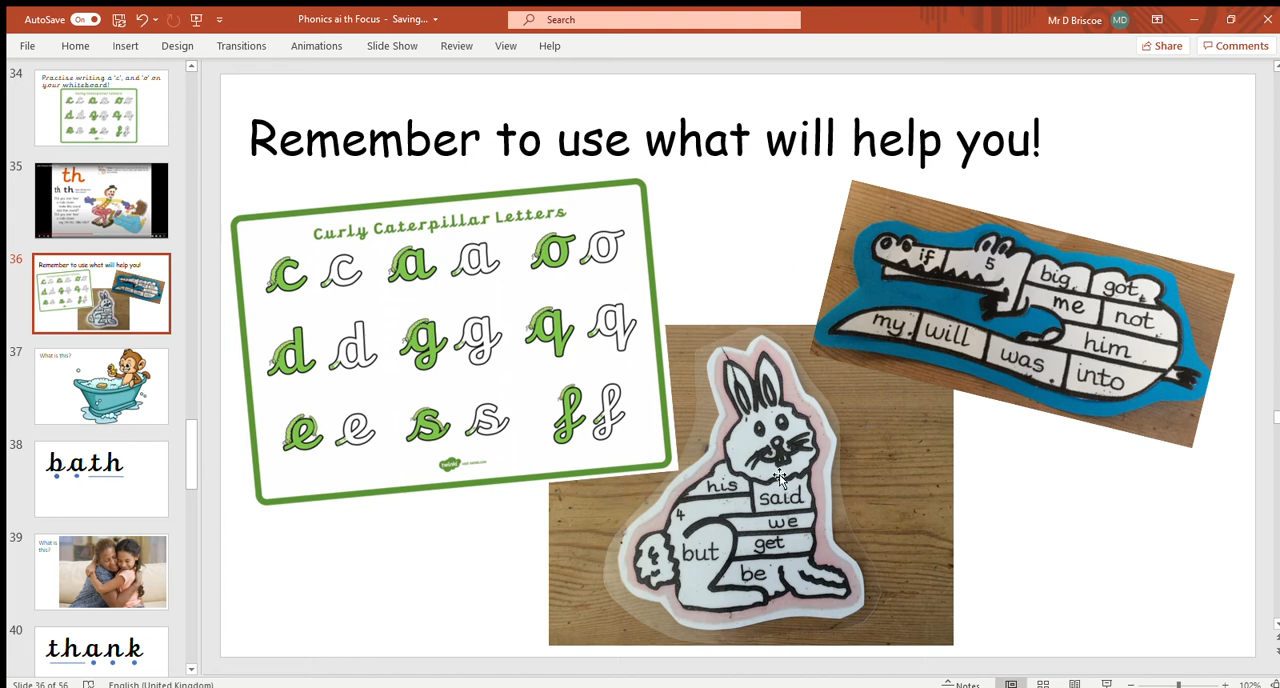 AutoSave On
Phonics ai th Focus - Saving...
Search
Mr D Briscoe MD
File Home Insert Design Transitions Animations Slide Show Review View Help
Share Comments
34
Practise writing a 'c', and 'o' on
your whiteboard!
35
th
th th
36
Remember to use what will help you!
37
What is this?
38
bath
39
What is
this?
40
thank
Remember to use what will help you!
Curly Caterpillar Letters
c c a a o o
d d g g q q
e e s s f f
twinkl
if 5 big got
me not
him
my will was into
his said
4 we
but get
be
Slide 36 of 56 English (United Kingdom) Notes 102%